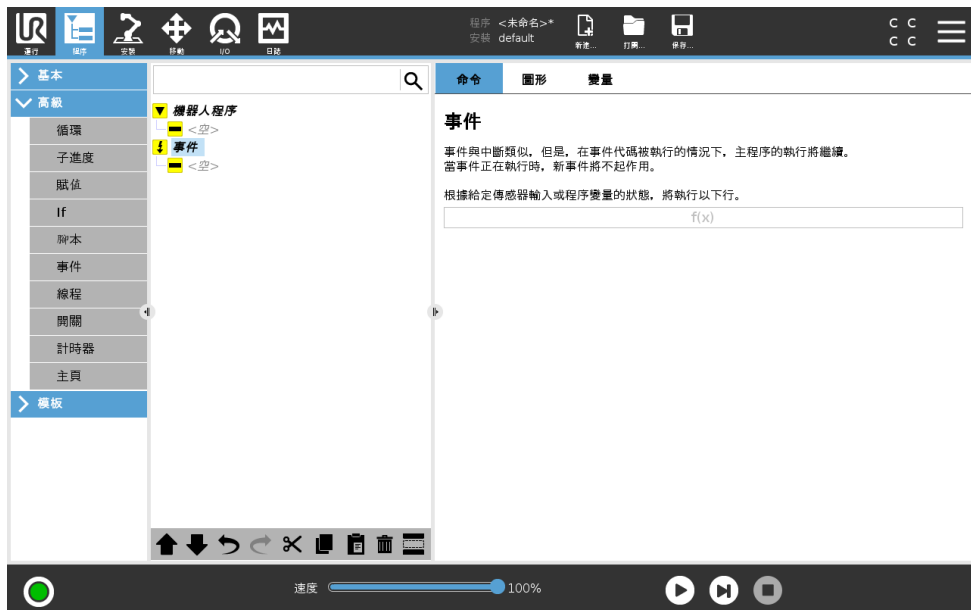 運行
程序
安裝
移動
I/O
日誌
程序 <未命名>*
安裝 default
新建...
打開...
保存...
C C
C C
基本
高級
循環
子進度
賦值
If
腳本
事件
線程
開關
計時器
主頁
模板
機器人程序
<空>
事件
<空>
命令 圖形 變量
事件
事件與中斷類似，但是，在事件代碼被執行的情況下，主程序的執行將繼續。
當事件正在執行時，新事件將不起作用。
根據給定傳感器輸入或程序變量的狀態，將執行以下行。
f(x)
速度 100%